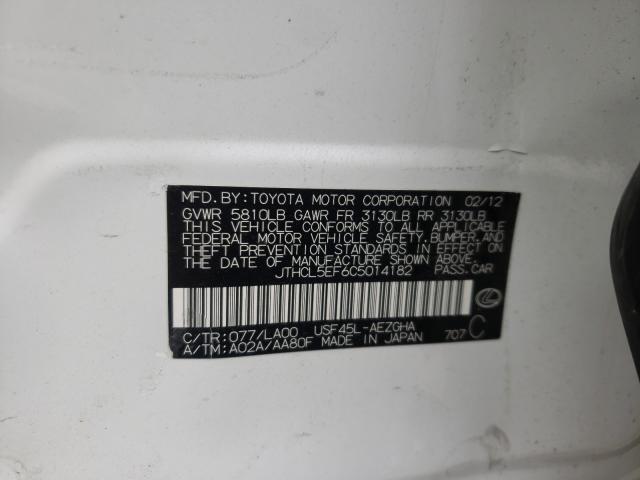 MFD.BY:TOYOTA MOTOR CORPORATION 02/12
GVWR 5810LB GAWR FR 3130LB RR 3130LB
THIS VEHICLE CONFORMS TO ALL APPLICABLE
FEDERAL MOTOR VEHICLE SAFETY,BUMPER,AND
THEFT PREVENTION STANDARDS IN EFFECT ON
THE DATE OF MANUFACTURE SHOWN ABOVE.
JTHCL5EF6C5014182 PASS.CAR
C/TR:077/LA00 USF45L-AEZGHA
A/TM:A02A/AA80F MADE IN JAPAN 707 C